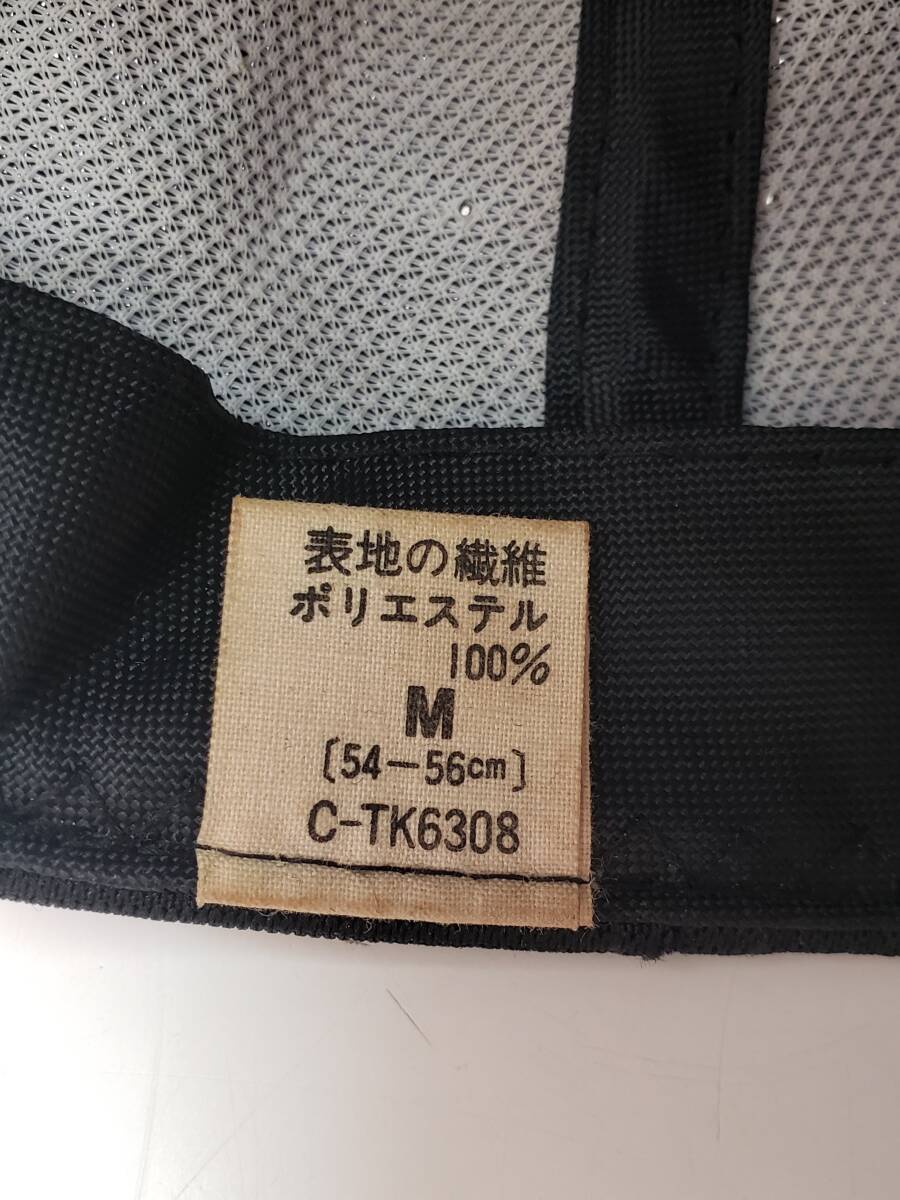 表地の繊維
ポリエステル
100%
M
〔54－56cm〕
C-TK6308